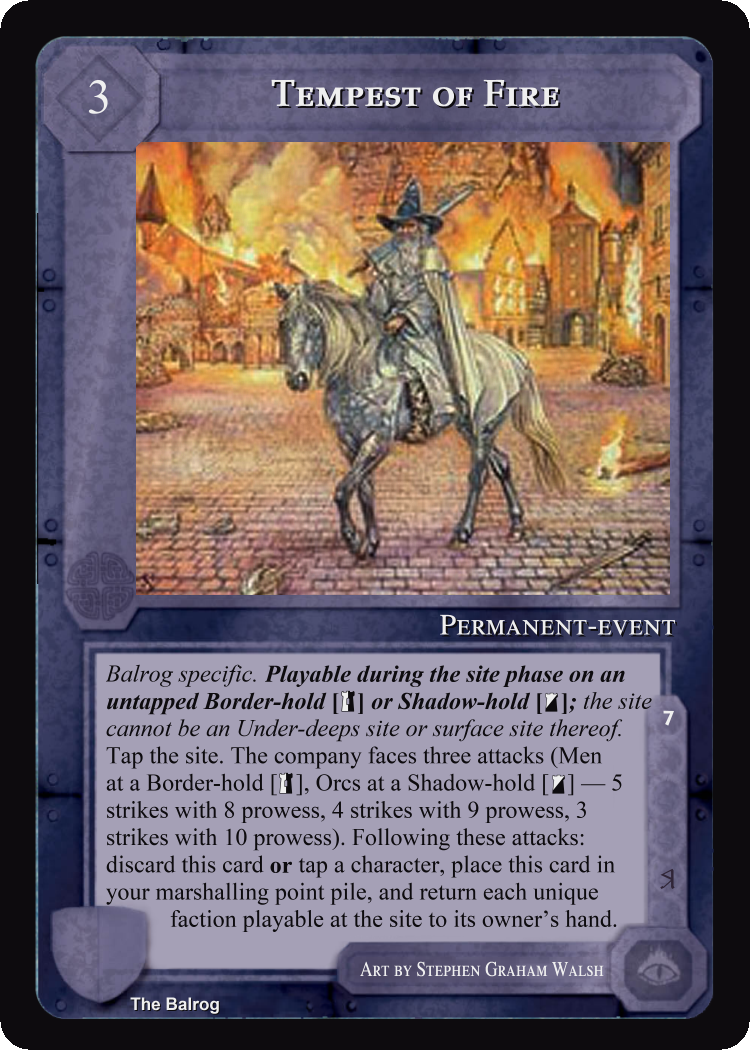 3
TEMPEST OF FIRE
PERMANENT-EVENT
Balrog specific. Playable during the site phase on an
untapped Border-hold [] or Shadow-hold []; the site
cannot be an Under-deeps site or surface site thereof.
Tap the site. The company faces three attacks (Men
at a Border-hold [], Orcs at a Shadow-hold [] — 5
strikes with 8 prowess, 4 strikes with 9 prowess, 3
strikes with 10 prowess). Following these attacks:
discard this card or tap a character, place this card in
your marshalling point pile, and return each unique
faction playable at the site to its owner's hand.
7
ART BY STEPHEN GRAHAM WALSH
The Balrog